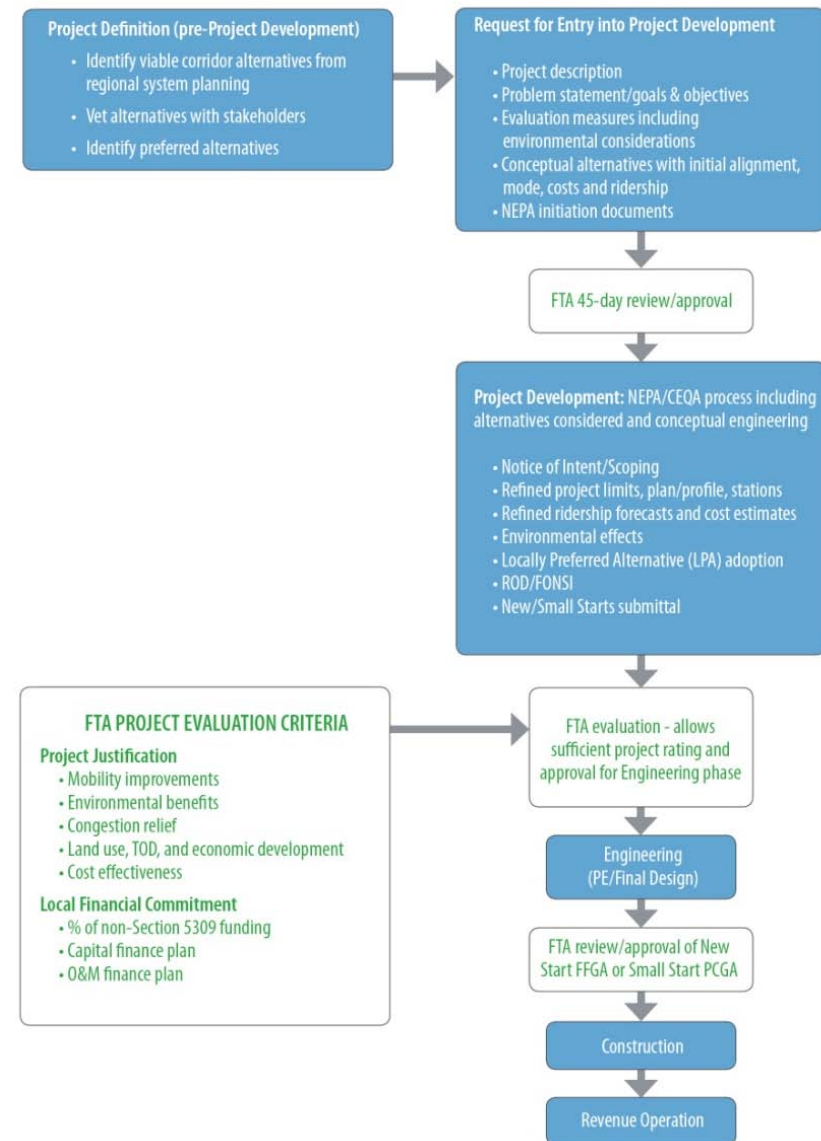 Project Definition (pre-Project Development)
• Identify viable corridor alternatives from
regional system planning
• Vet alternatives with stakeholders
• Identify preferred alternatives
Request for Entry into Project Development
• Project description
• Problem statement/goals & objectives
• Evaluation measures including
environmental considerations
• Conceptual alternatives with initial alignment,
mode, costs and ridership
• NEPA initiation documents
FTA 45-day review/approval
Project Development: NEPA/CEQA process including
alternatives considered and conceptual engineering
• Notice of Intent/Scoping
• Refined project limits, plan/profile, stations
• Refined ridership forecasts and cost estimates
• Environmental effects
• Locally Preferred Alternative (LPA) adoption
• ROD/FONSI
• New/Small Starts submittal
FTA PROJECT EVALUATION CRITERIA
Project Justification
• Mobility improvements
• Environmental benefits
• Congestion relief
• Land use, TOD, and economic development
• Cost effectiveness
Local Financial Commitment
• % of non-Section 5309 funding
• Capital finance plan
• O&M finance plan
FTA evaluation - allows
sufficient project rating and
approval for Engineering phase
Engineering
(PE/Final Design)
FTA review/approval of New
Start FFGA or Small Start PCGA
Construction
Revenue Operation